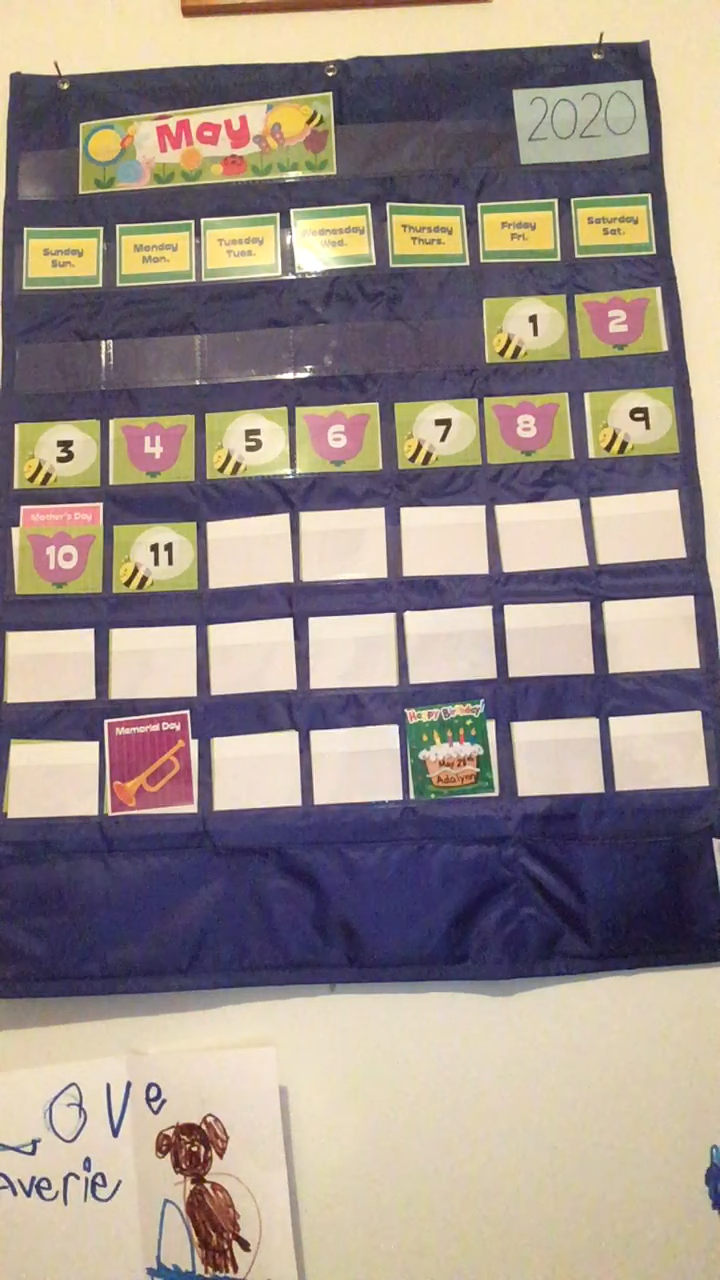 May
2020
Sunday
Sun.
Monday
Mon.
Tuesday
Tues.
Wednesday
Wed.
Thursday
Thurs.
Friday
Fri.
Saturday
Sat.
1 2
3 4 5 6 7 8 9
Mother's Day
10 11
Memorial Day
Happy Birthday!
May 28th
Adalynn
Love
Averie